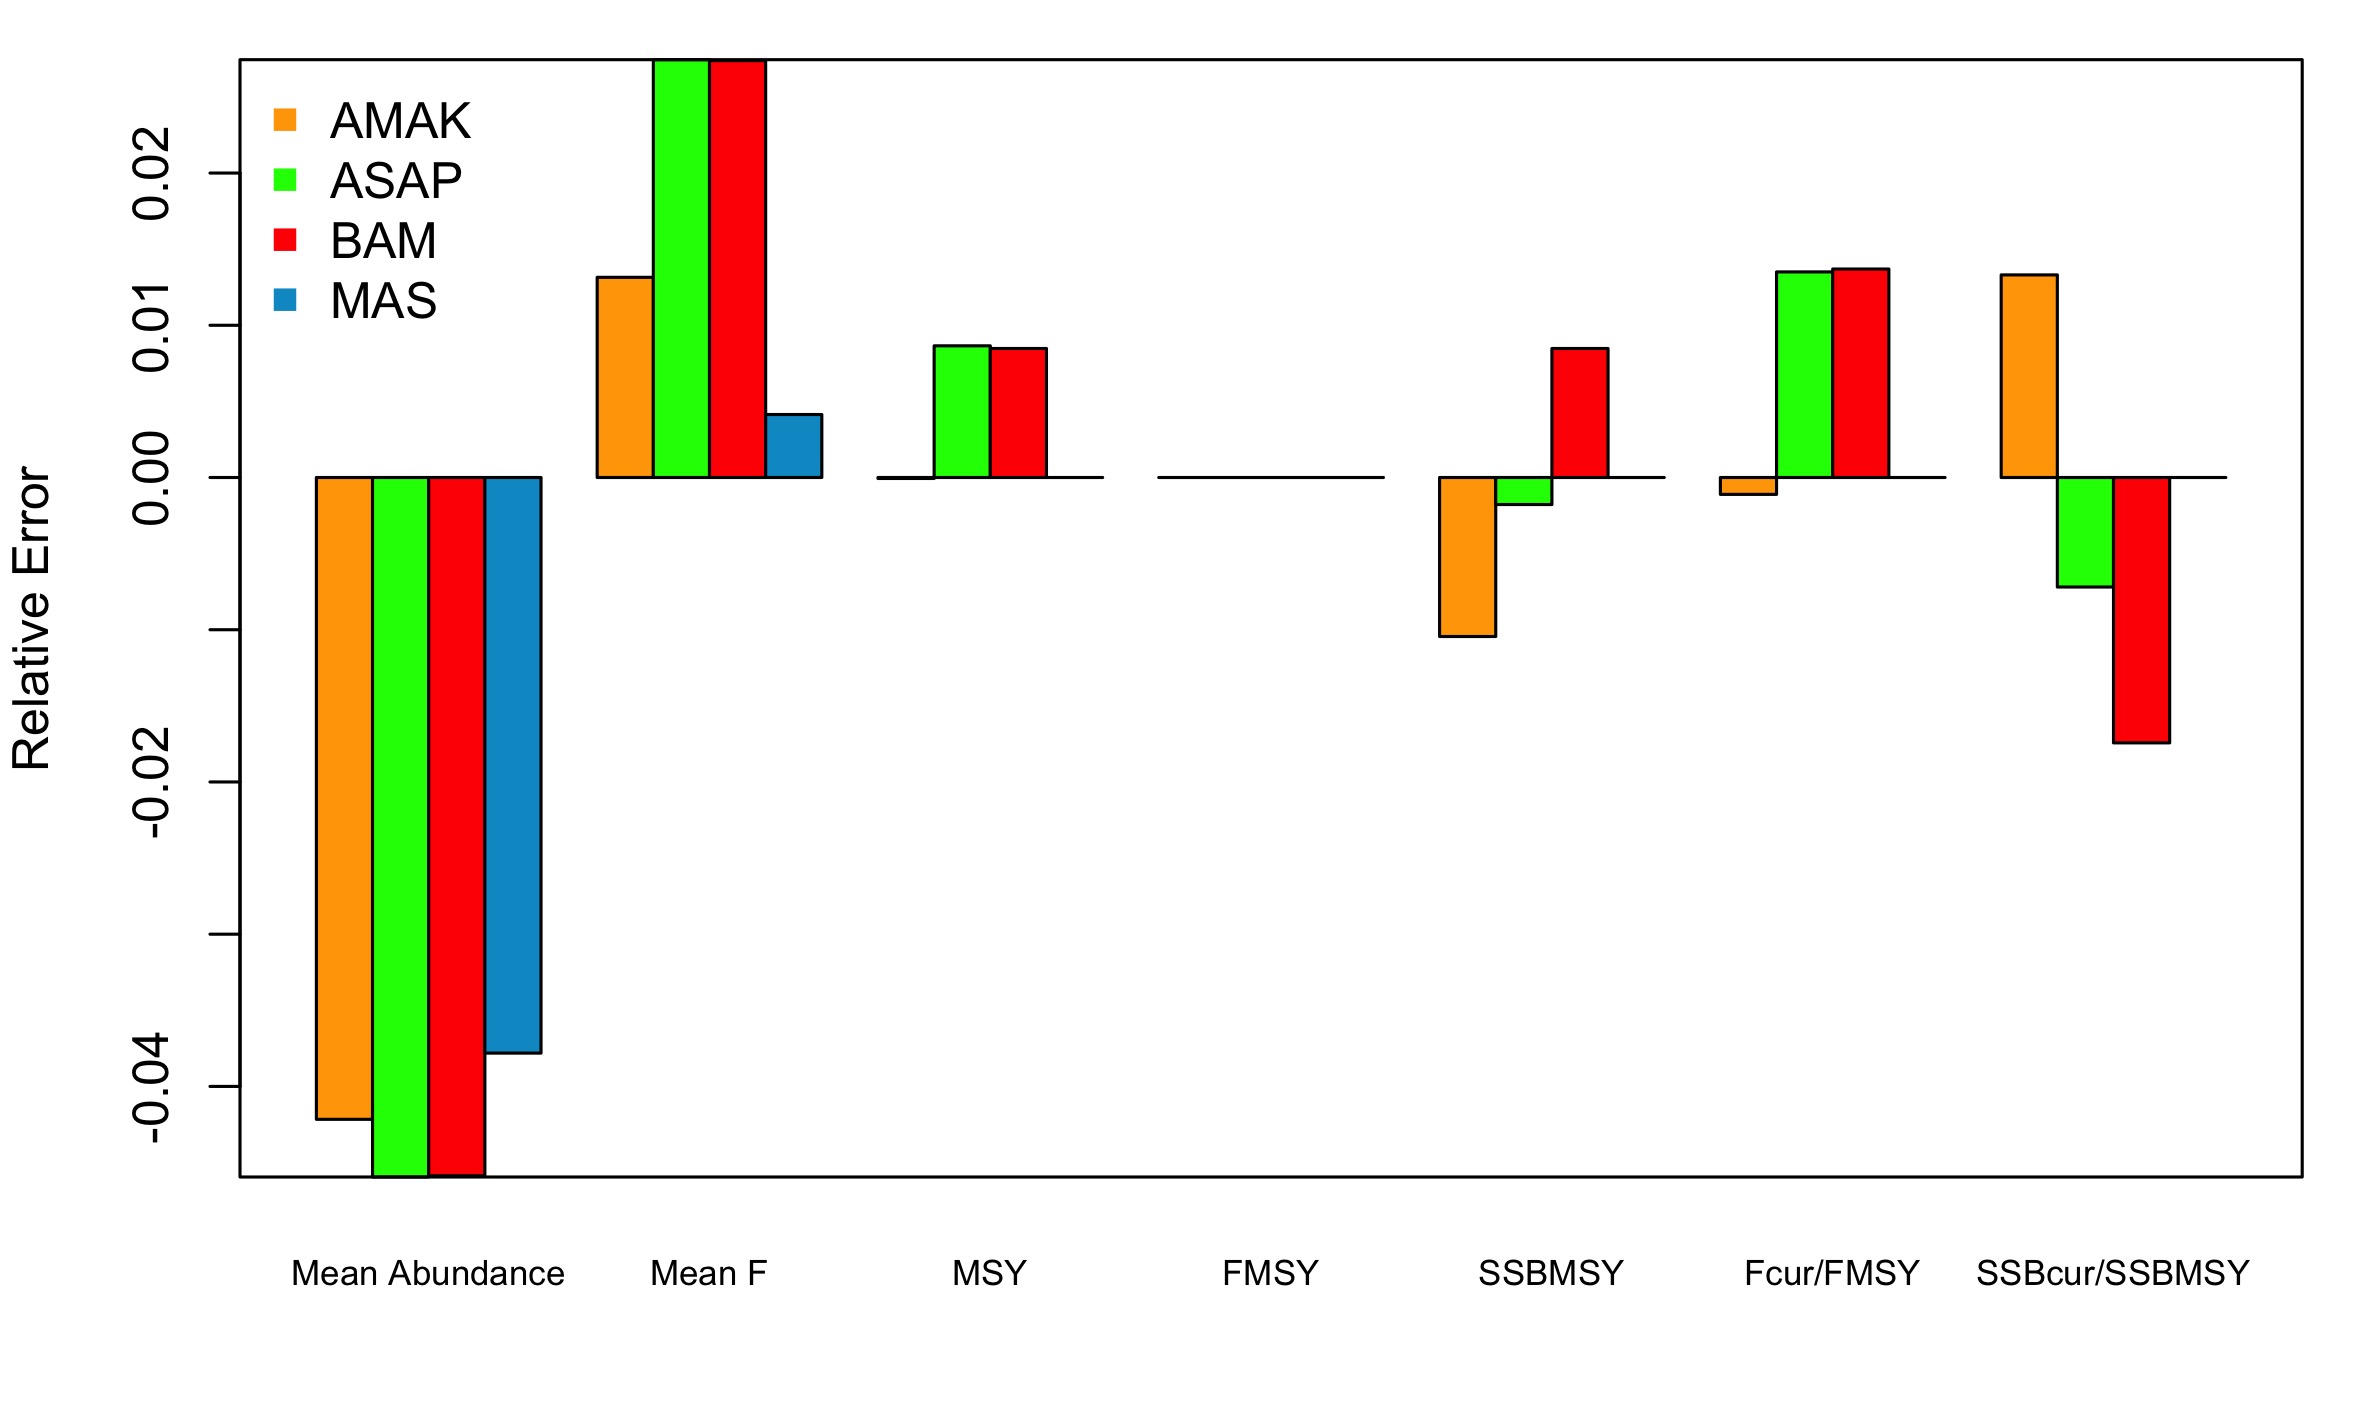 AMAK
ASAP
BAM
MAS
Relative Error
0.02
0.01
0.00
-0.02
-0.04
Mean Abundance Mean F MSY FMSY SSBMSY Fcur/FMSY SSBcur/SSBMSY